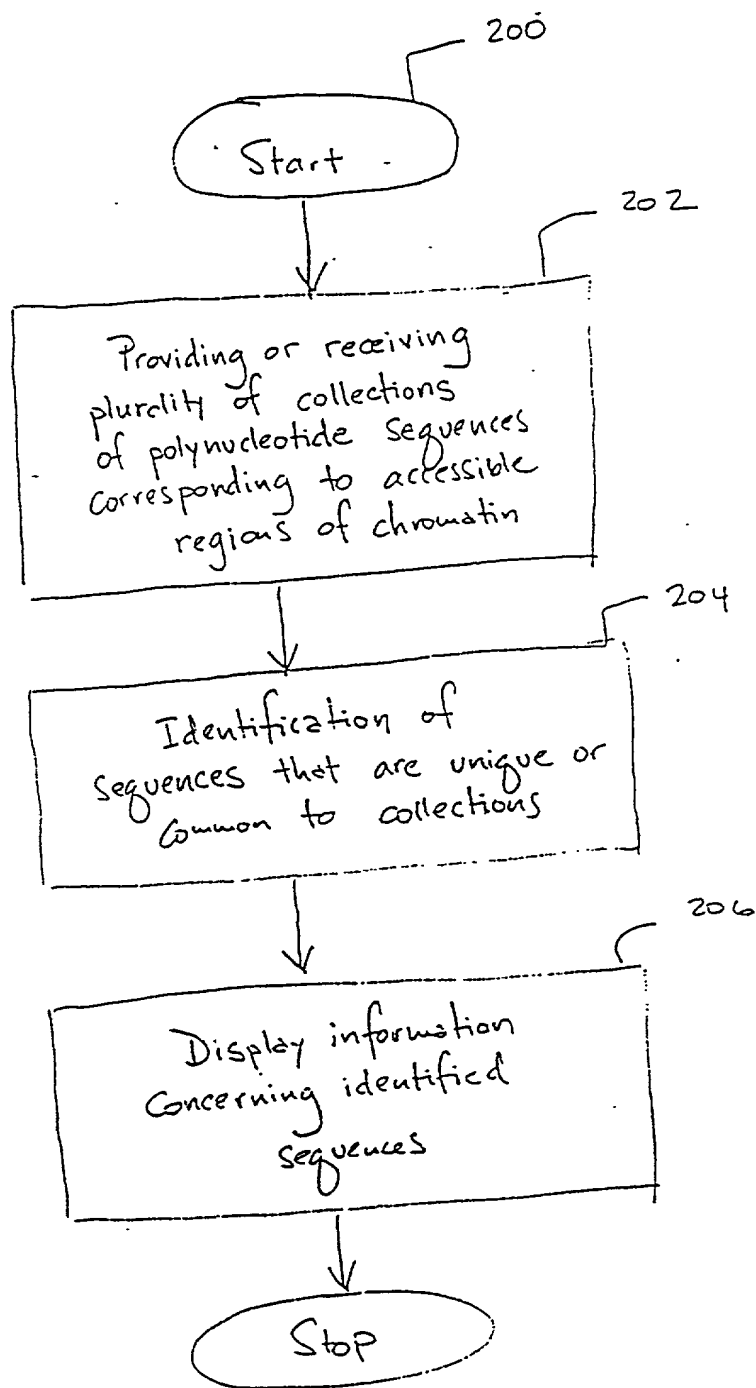 200
Start
202
Providing or receiving
plurality of collections
of polynucleotide sequences
corresponding to accessible
regions of chromatin
204
Identification of
sequences that are unique or
common to collections
206
Display information
concerning identified
sequences
Stop